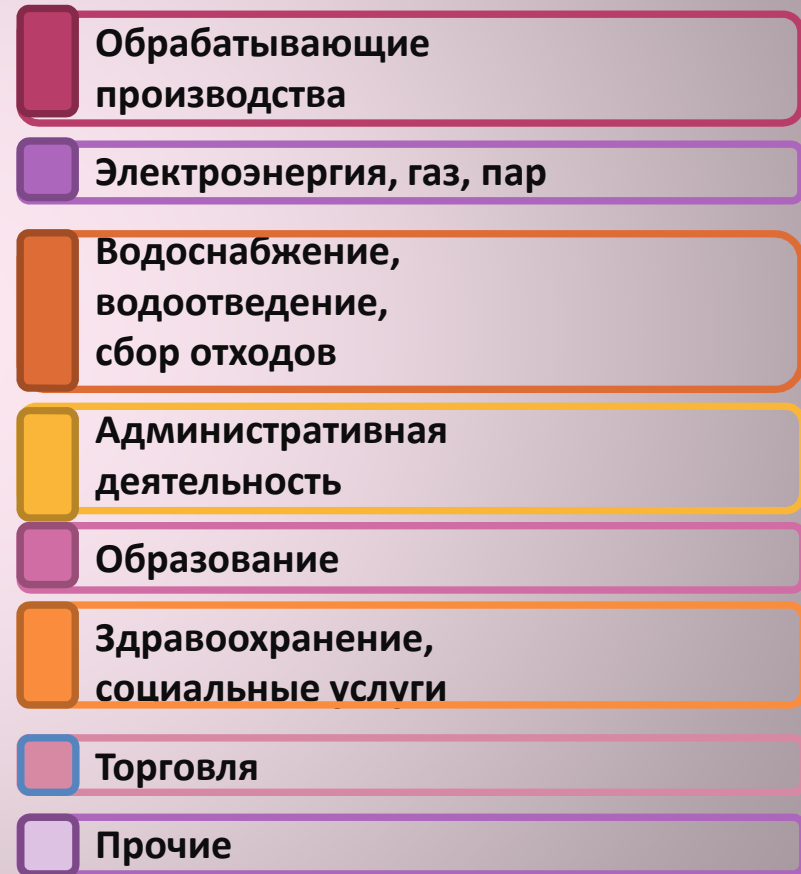 Обрабатывающие
производства
Электроэнергия, газ, пар
Водоснабжение,
водоотведение,
сбор отходов
Административная
деятельность
Образование
Здравоохранение,
социальные услуги
Торговля
Прочие